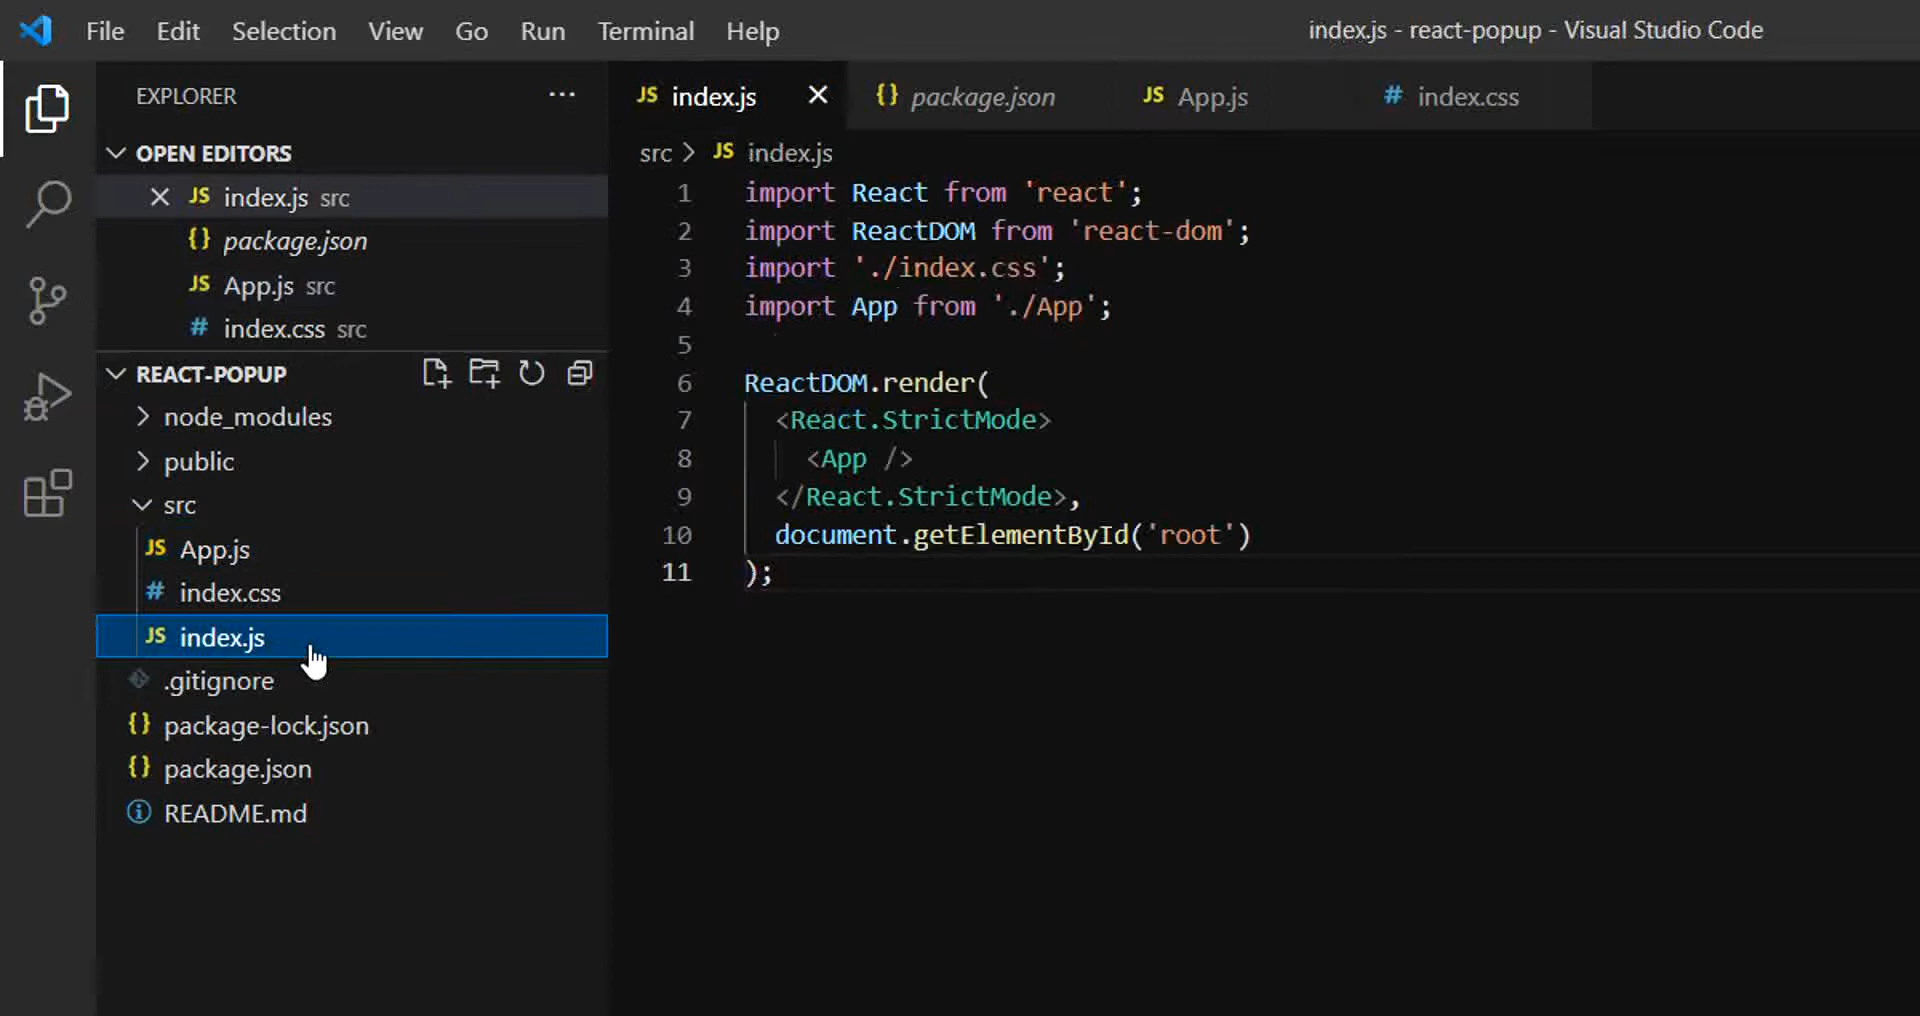 File Edit Selection View Go Run Terminal Help
index.js - react-popup - Visual Studio Code
EXPLORER
OPEN EDITORS
JS index.js src
{} package.json
JS App.js src
# index.css src
REACT-POPUP
node_modules
public
src
JS App.js
# index.css
JS index.js
.gitignore
{} package-lock.json
{} package.json
README.md
JS index.js
{} package.json
JS App.js
# index.css
src > JS index.js
1 import React from 'react';
2 import ReactDOM from 'react-dom';
3 import './index.css';
4 import App from './App';
5
6 ReactDOM.render(
7 <React.StrictMode>
8 <App />
9 </React.StrictMode>,
10 document.getElementById('root')
11 );